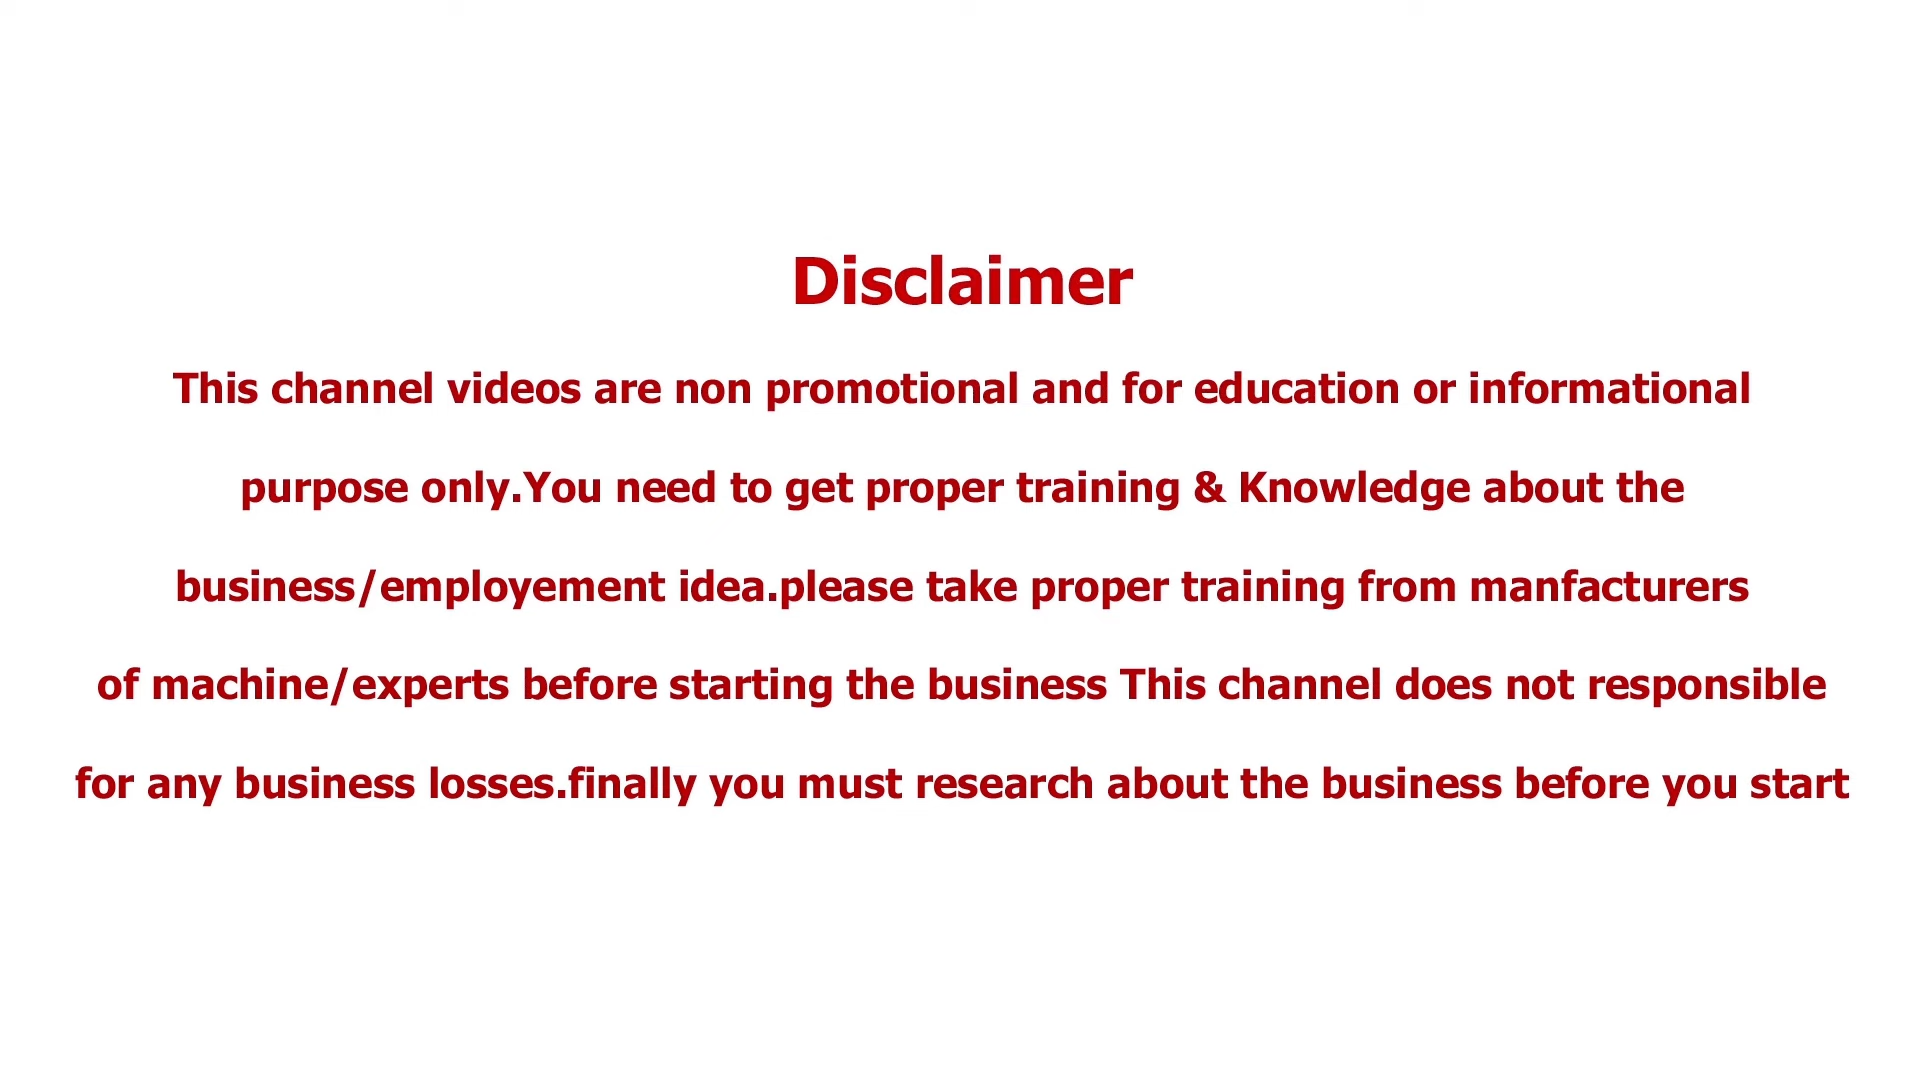 Disclaimer
This channel videos are non promotional and for education or informational
purpose only.You need to get proper training & Knowledge about the
business/employement idea.please take proper training from manfacturers
of machine/experts before starting the business This channel does not responsible
for any business losses.finally you must research about the business before you start